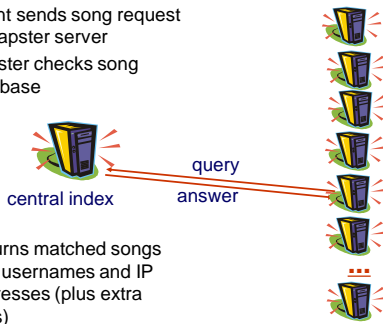 nt sends song request
apster server
ster checks song
base
query
central index
answer
urns matched songs
usernames and IP
resses (plus extra
s)
...